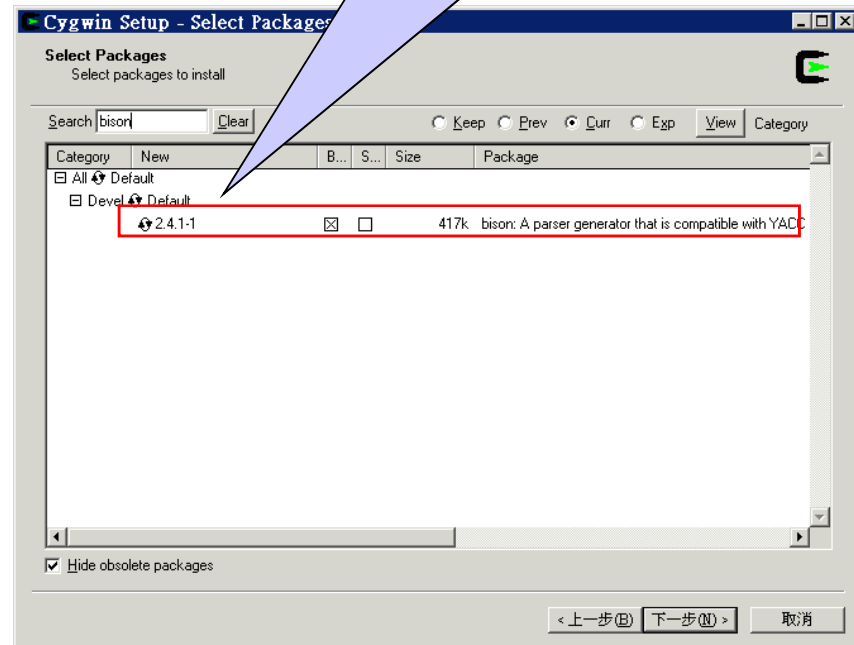 Cygwin Setup - Select Packages
Select Packages
Select packages to install
Search bison Clear Keep Prev Curr Exp View Category
Category New B... S... Size Package
All Default
Devel Default
2.4.1-1 417k bison: A parser generator that is compatible with YACC
Hide obsolete packages
<上一步(B) 下一步(N) > 取消